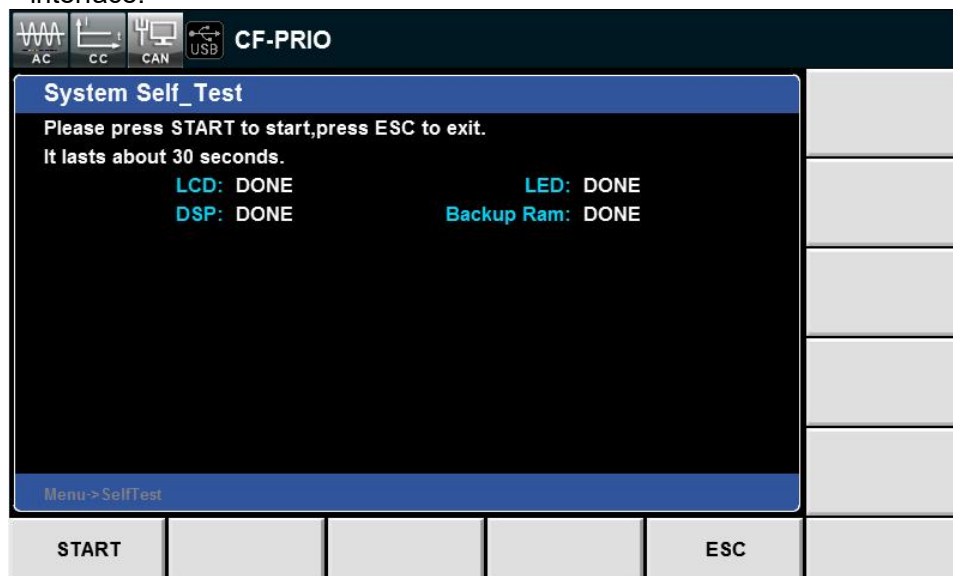 interface.
AC CC CAN USB CF-PRIO
System Self_Test
Please press START to start,press ESC to exit.
It lasts about 30 seconds.
LCD: DONE LED: DONE
DSP: DONE Backup Ram: DONE
Menu->SelfTest
START ESC